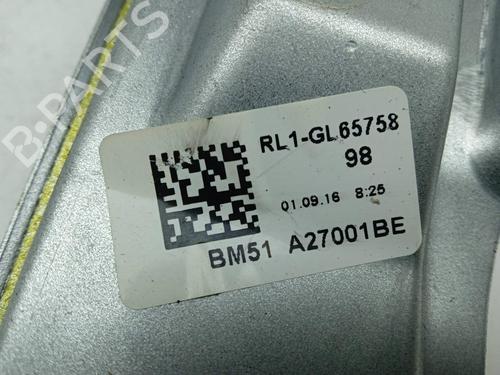 B-PARTS
RL1-GL65758
98
01.09.16 8:25
BM51 A27001BE